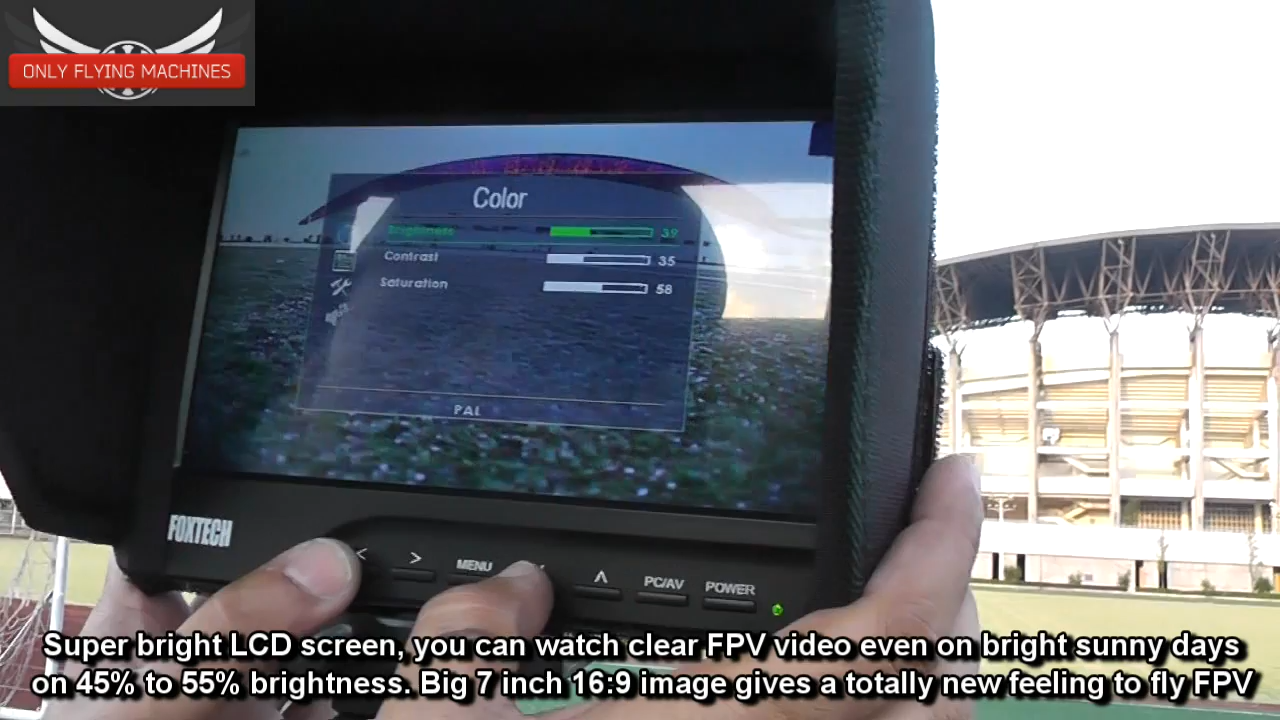 ONLY FLYING MACHINES
Color
Brightness 39
Contrast 35
Saturation 58
PAL
FOXTECH
< > MENU ∧ PC/AV POWER
Super bright LCD screen, you can watch clear FPV video even on bright sunny days
on 45% to 55% brightness. Big 7 inch 16:9 image gives a totally new feeling to fly FPV